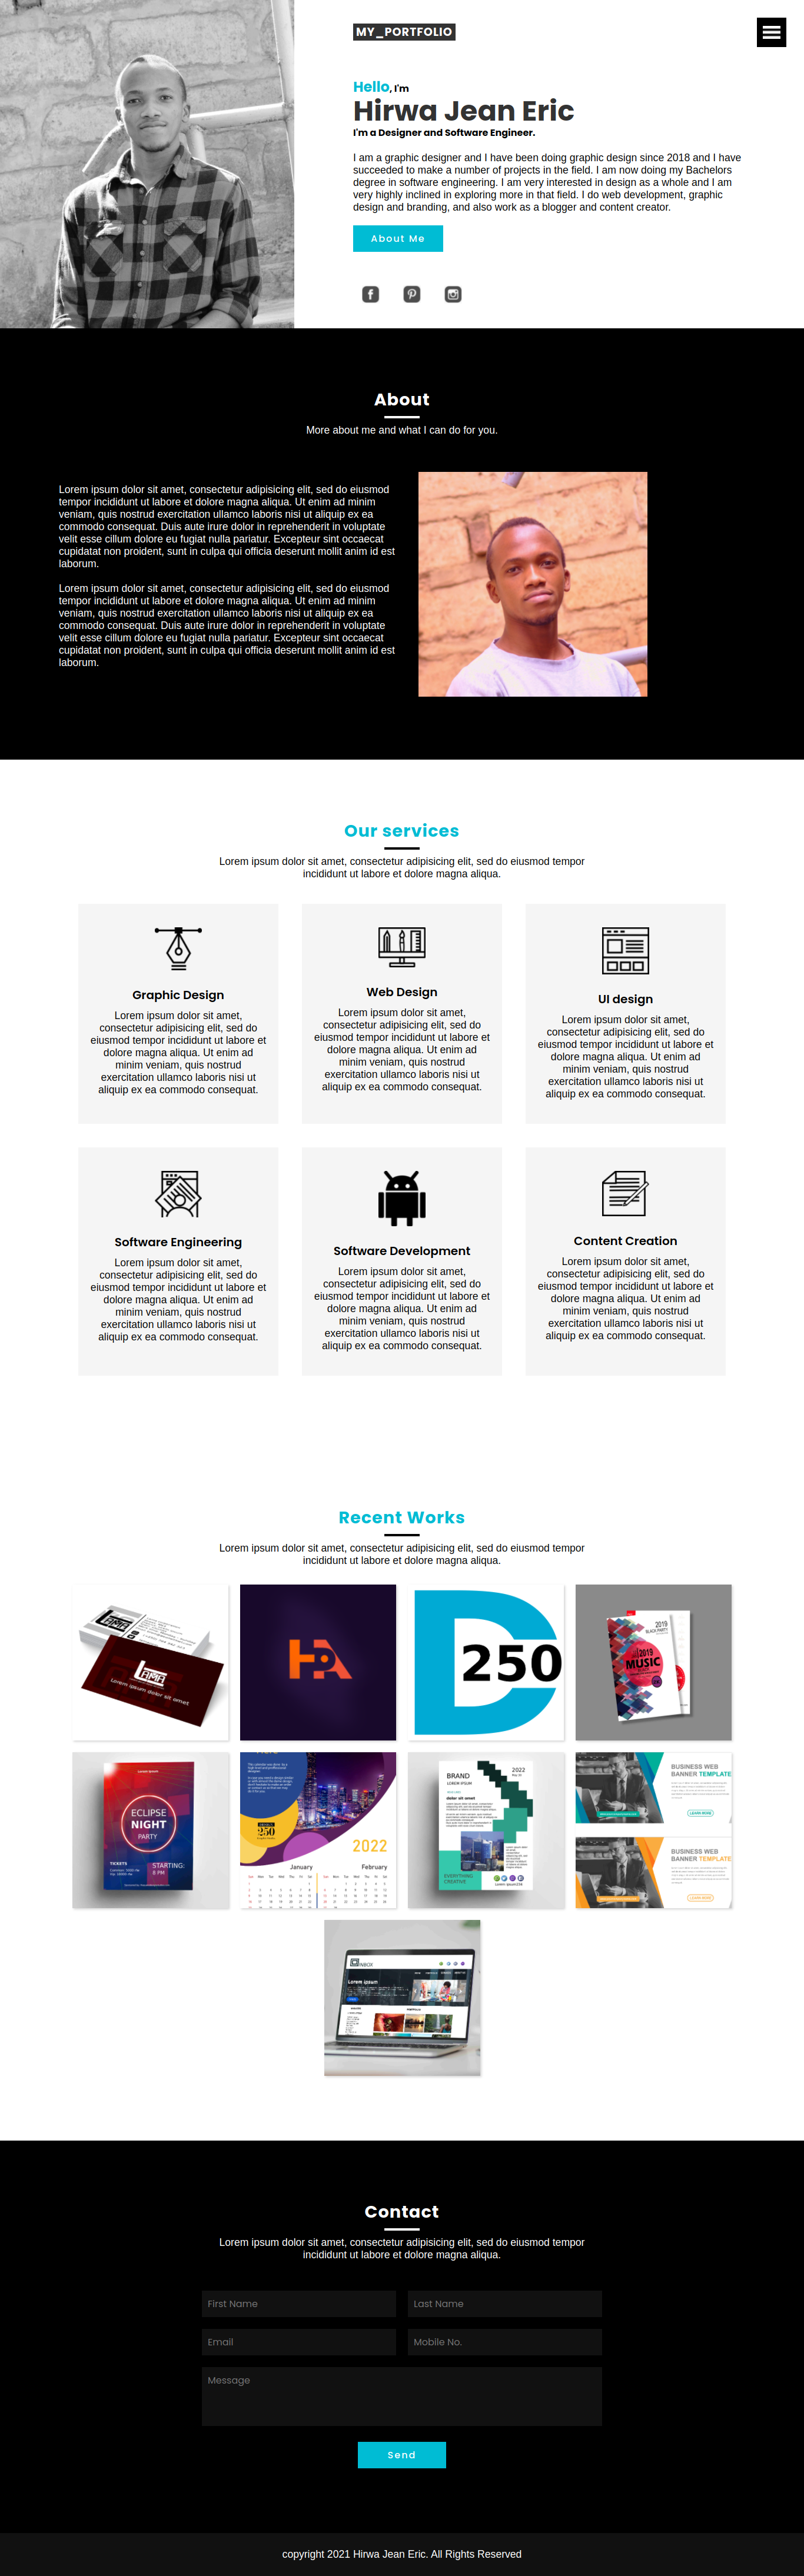 MY_PORTFOLIO
Hello, I'm
Hirwa Jean Eric
I'm a Designer and Software Engineer.
I am a graphic designer and I have been doing graphic design since 2018 and I have
succeeded to make a number of projects in the field. I am now doing my Bachelors
degree in software engineering. I am very interested in design as a whole and I am
very highly inclined in exploring more in that field. I do web development, graphic
design and branding, and also work as a blogger and content creator.
About Me
About
More about me and what I can do for you.
Lorem ipsum dolor sit amet, consectetur adipisicing elit, sed do eiusmod
tempor incididunt ut labore et dolore magna aliqua. Ut enim ad minim
veniam, quis nostrud exercitation ullamco laboris nisi ut aliquip ex ea
commodo consequat. Duis aute irure dolor in reprehenderit in voluptate
velit esse cillum dolore eu fugiat nulla pariatur. Excepteur sint occaecat
cupidatat non proident, sunt in culpa qui officia deserunt mollit anim id est
laborum.
Lorem ipsum dolor sit amet, consectetur adipisicing elit, sed do eiusmod
tempor incididunt ut labore et dolore magna aliqua. Ut enim ad minim
veniam, quis nostrud exercitation ullamco laboris nisi ut aliquip ex ea
commodo consequat. Duis aute irure dolor in reprehenderit in voluptate
velit esse cillum dolore eu fugiat nulla pariatur. Excepteur sint occaecat
cupidatat non proident, sunt in culpa qui officia deserunt mollit anim id est
laborum.
Our services
Lorem ipsum dolor sit amet, consectetur adipisicing elit, sed do eiusmod tempor
incididunt ut labore et dolore magna aliqua.
Graphic Design
Lorem ipsum dolor sit amet,
consectetur adipisicing elit, sed do
eiusmod tempor incididunt ut labore et
dolore magna aliqua. Ut enim ad
minim veniam, quis nostrud
exercitation ullamco laboris nisi ut
aliquip ex ea commodo consequat.
Web Design
Lorem ipsum dolor sit amet,
consectetur adipisicing elit, sed do
eiusmod tempor incididunt ut labore et
dolore magna aliqua. Ut enim ad
minim veniam, quis nostrud
exercitation ullamco laboris nisi ut
aliquip ex ea commodo consequat.
UI design
Lorem ipsum dolor sit amet,
consectetur adipisicing elit, sed do
eiusmod tempor incididunt ut labore et
dolore magna aliqua. Ut enim ad
minim veniam, quis nostrud
exercitation ullamco laboris nisi ut
aliquip ex ea commodo consequat.
Software Engineering
Lorem ipsum dolor sit amet,
consectetur adipisicing elit, sed do
eiusmod tempor incididunt ut labore et
dolore magna aliqua. Ut enim ad
minim veniam, quis nostrud
exercitation ullamco laboris nisi ut
aliquip ex ea commodo consequat.
Software Development
Lorem ipsum dolor sit amet,
consectetur adipisicing elit, sed do
eiusmod tempor incididunt ut labore et
dolore magna aliqua. Ut enim ad
minim veniam, quis nostrud
exercitation ullamco laboris nisi ut
aliquip ex ea commodo consequat.
Content Creation
Lorem ipsum dolor sit amet,
consectetur adipisicing elit, sed do
eiusmod tempor incididunt ut labore et
dolore magna aliqua. Ut enim ad
minim veniam, quis nostrud
exercitation ullamco laboris nisi ut
aliquip ex ea commodo consequat.
Recent Works
Lorem ipsum dolor sit amet, consectetur adipisicing elit, sed do eiusmod tempor
incididunt ut labore et dolore magna aliqua.
LAMA
Lorem ipsum dolor sit amet
HA
D
250
2019
BLACK PARTY
2019
MUSIC
ECLIPSE
NIGHT
PARTY
TICKETS
STARTING:
6 PM
250
2022
January
February
BRAND
LOREM IPSUM
2022
dolor sit amet
EVERYTHING
CREATIVE
BUSINESS WEB
BANNER TEMPLATE
LEARN MORE
BUSINESS WEB
BANNER TEMPLATE
LEARN MORE
INBOX
Lorem ipsum
Contact
Lorem ipsum dolor sit amet, consectetur adipisicing elit, sed do eiusmod tempor
incididunt ut labore et dolore magna aliqua.
First Name
Last Name
Email
Mobile No.
Message
Send
copyright 2021 Hirwa Jean Eric. All Rights Reserved